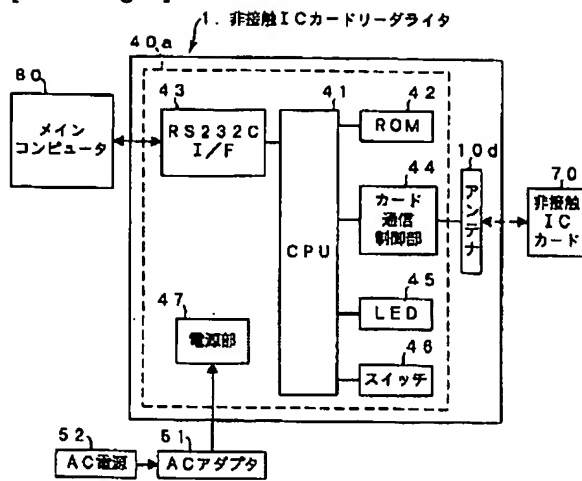 1. 非接触ICカードリーダライタ
40a
80
メイン
コンピュータ
43
RS232C
I/F
41
CPU
42
ROM
44
カード
通信
制御部
10d
アンテナ
70
非接触
IC
カード
45
LED
46
スイッチ
47
電源部
52
AC電源
51
ACアダプタ